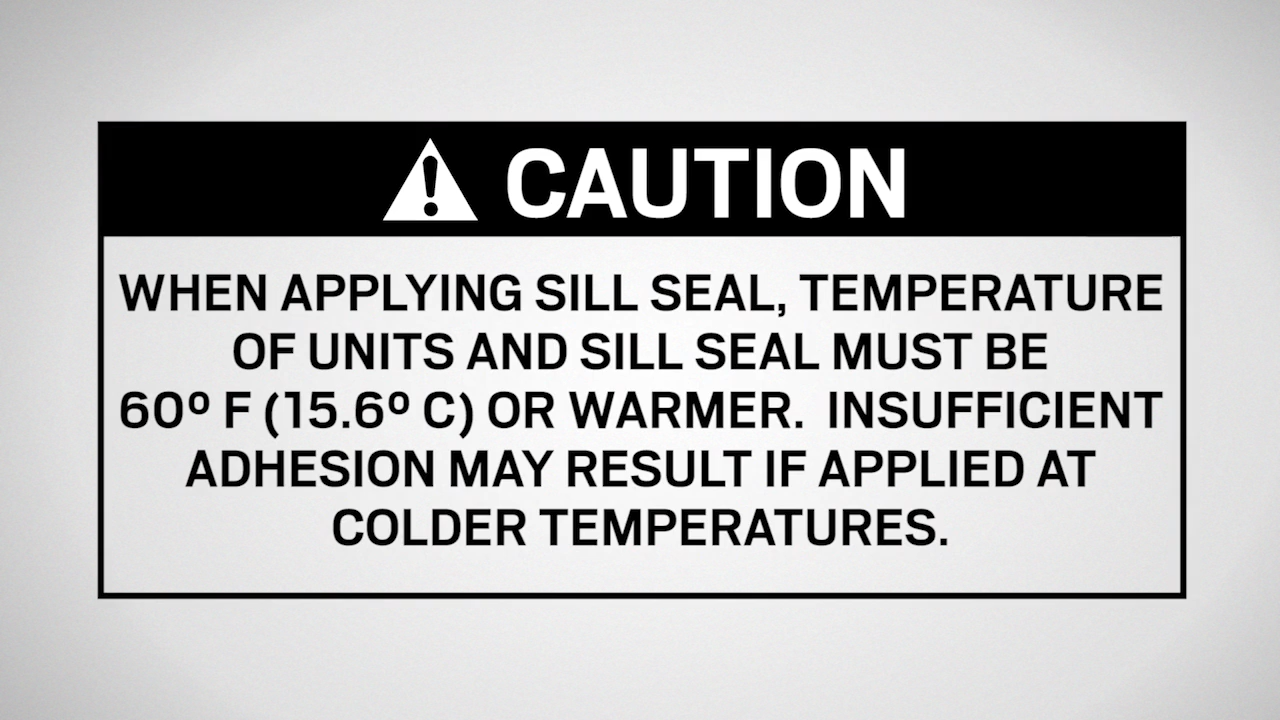 CAUTION
WHEN APPLYING SILL SEAL, TEMPERATURE
OF UNITS AND SILL SEAL MUST BE
60º F (15.6º C) OR WARMER.  INSUFFICIENT
ADHESION MAY RESULT IF APPLIED AT
COLDER TEMPERATURES.